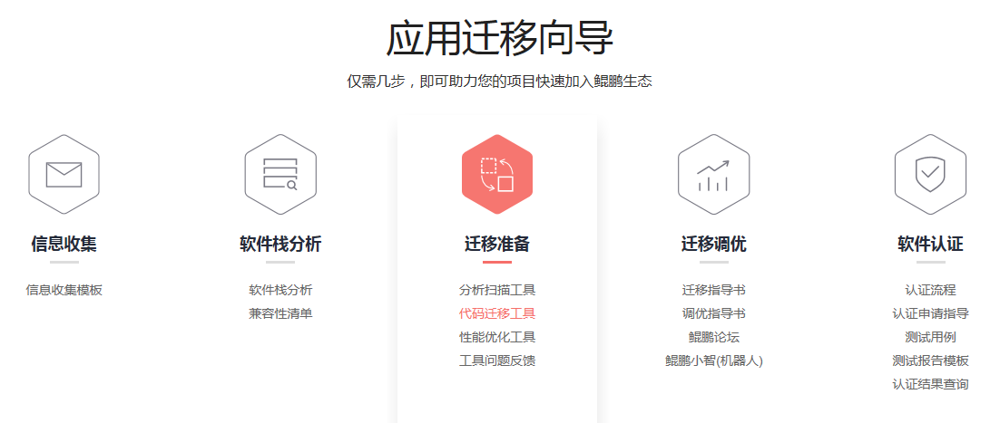 应用迁移向导
仅需几步，即可助力您的项目快速加入鲲鹏生态
信息收集
信息收集模板
软件栈分析
软件栈分析
兼容性清单
迁移准备
分析扫描工具
代码迁移工具
性能优化工具
工具问题反馈
迁移调优
迁移指导书
调优指导书
鲲鹏论坛
鲲鹏小智(机器人)
软件认证
认证流程
认证申请指导
测试用例
测试报告模板
认证结果查询